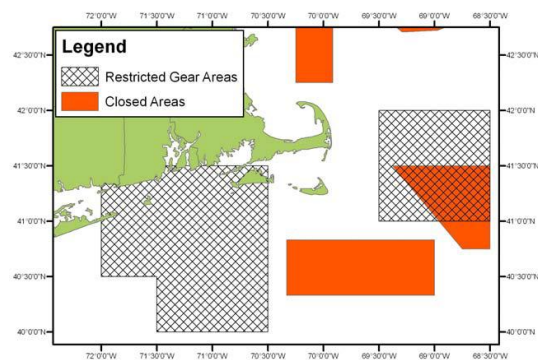 72°0'0"W 71°30'0"W 71°0'0"W 70°30'0"W 70°0'0"W 69°30'0"W 69°0'0"W 68°30'0"W
Legend
Restricted Gear Areas
Closed Areas
42°30'0"N 42°30'0"N
42°0'0"N 42°0'0"N
41°30'0"N 41°30'0"N
41°0'0"N 41°0'0"N
40°30'0"N 40°30'0"N
40°0'0"N 40°0'0"N
72°0'0"W 71°30'0"W 71°0'0"W 70°30'0"W 70°0'0"W 69°30'0"W 69°0'0"W 68°30'0"W